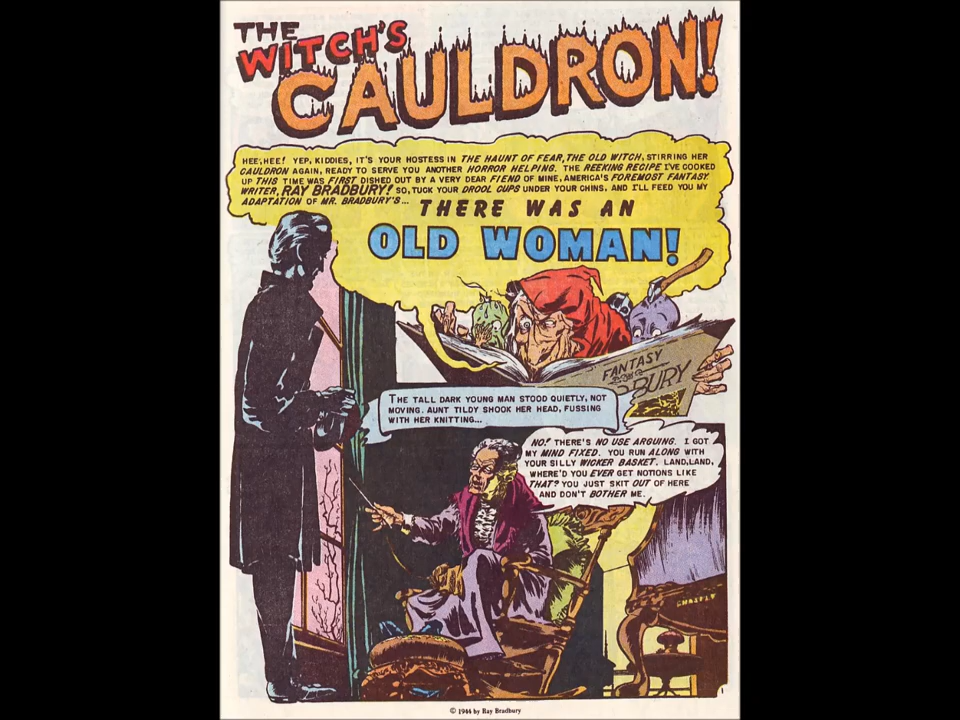 THE
WITCH'S
CAULDRON!
HEE, HEE! YEP, KIDDIES, IT'S YOUR HOSTESS IN THE HAUNT OF FEAR, THE OLD WITCH, STIRRING HER
CAULDRON AGAIN, READY TO SERVE YOU ANOTHER HORROR HELPING. THE REEKING RECIPE I'VE COOKED
UP THIS TIME WAS FIRST DISHED OUT BY A VERY DEAR FIEND OF MINE, AMERICA'S FOREMOST FANTASY
WRITER, RAY BRADBURY! SO, TUCK YOUR DROOL CUPS UNDER YOUR CHINS, AND I'LL FEED YOU MY
ADAPTATION OF MR. BRADBURY'S...
THERE WAS AN
OLD WOMAN!
FANTASY
BURY
THE TALL DARK YOUNG MAN STOOD QUIETLY, NOT
MOVING. AUNT TILDY SHOOK HER HEAD, FUSSING
WITH HER KNITTING...
NO! THERE'S NO USE ARGUING. I GOT
MY MIND FIXED. YOU RUN ALONG WITH
YOUR SILLY WICKER BASKET. LAND, LAND,
WHERE'D YOU EVER GET NOTIONS LIKE
THAT? YOU JUST SKIT OUT OF HERE
AND DON'T BOTHER ME.
GHASTLY
1
© 1944 by Ray Bradbury